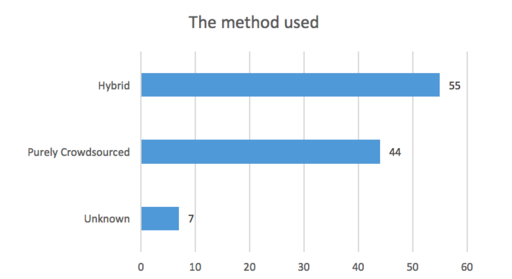 The method used
Hybrid 55
Purely Crowdsourced 44
Unknown 7
0 10 20 30 40 50 60